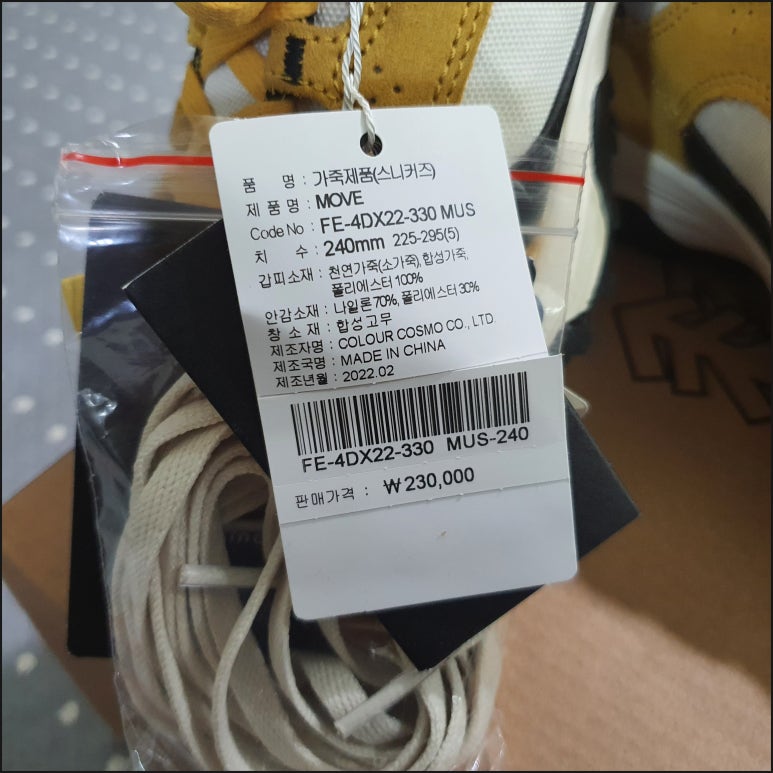 품 명 : 가죽제품(스니커즈)
제 품 명 : MOVE
Code No : FE-4DX22-330 MUS
치 수 : 240mm 225-295(5)
갑피소재 : 천연가죽(소가죽), 합성가죽,
폴리에스터 100%
안감소재 : 나일론 70%, 폴리에스터 30%
창 소 재 : 합성고무
제조자명 : COLOUR COSMO CO., LTD.
제조국명 : MADE IN CHINA
제조년월 : 2022.02
FE-4DX22-330 MUS-240
판매가격 : ₩230,000